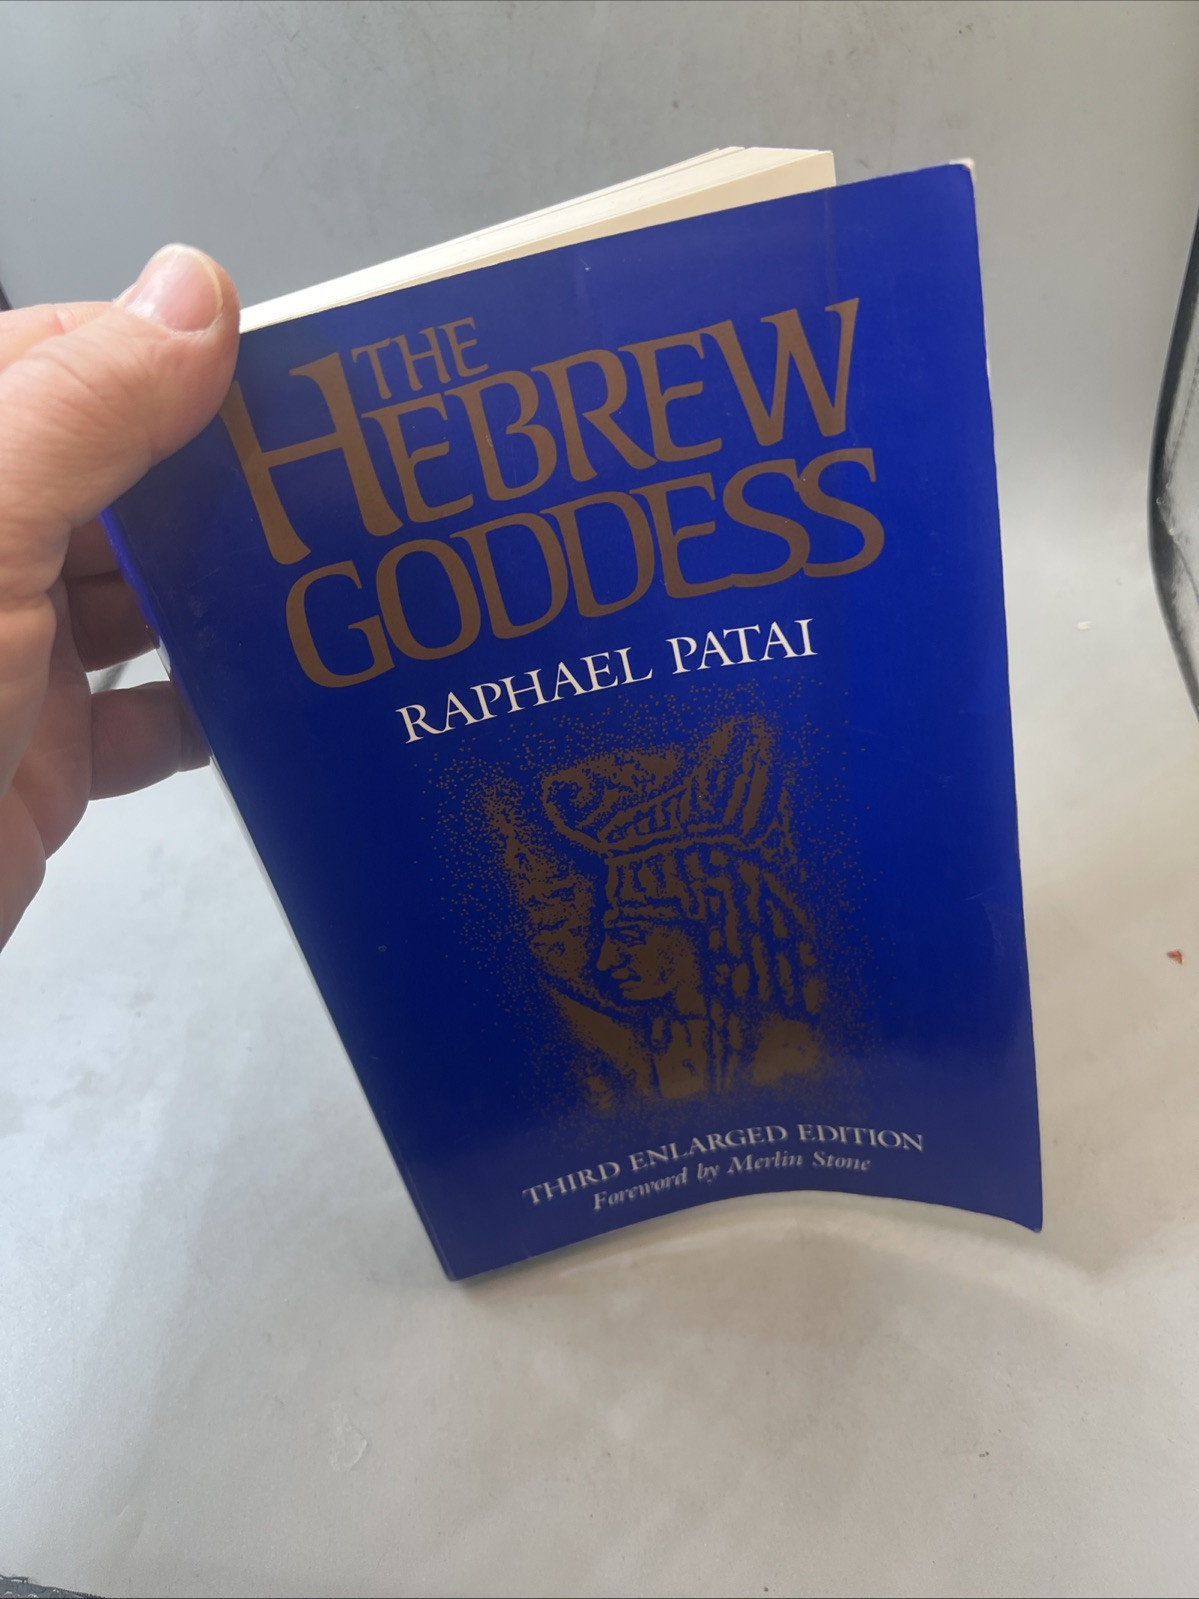 THE
HEBREW
GODDESS
RAPHAEL PATAI
THIRD ENLARGED EDITION
Foreword by Merlin Stone